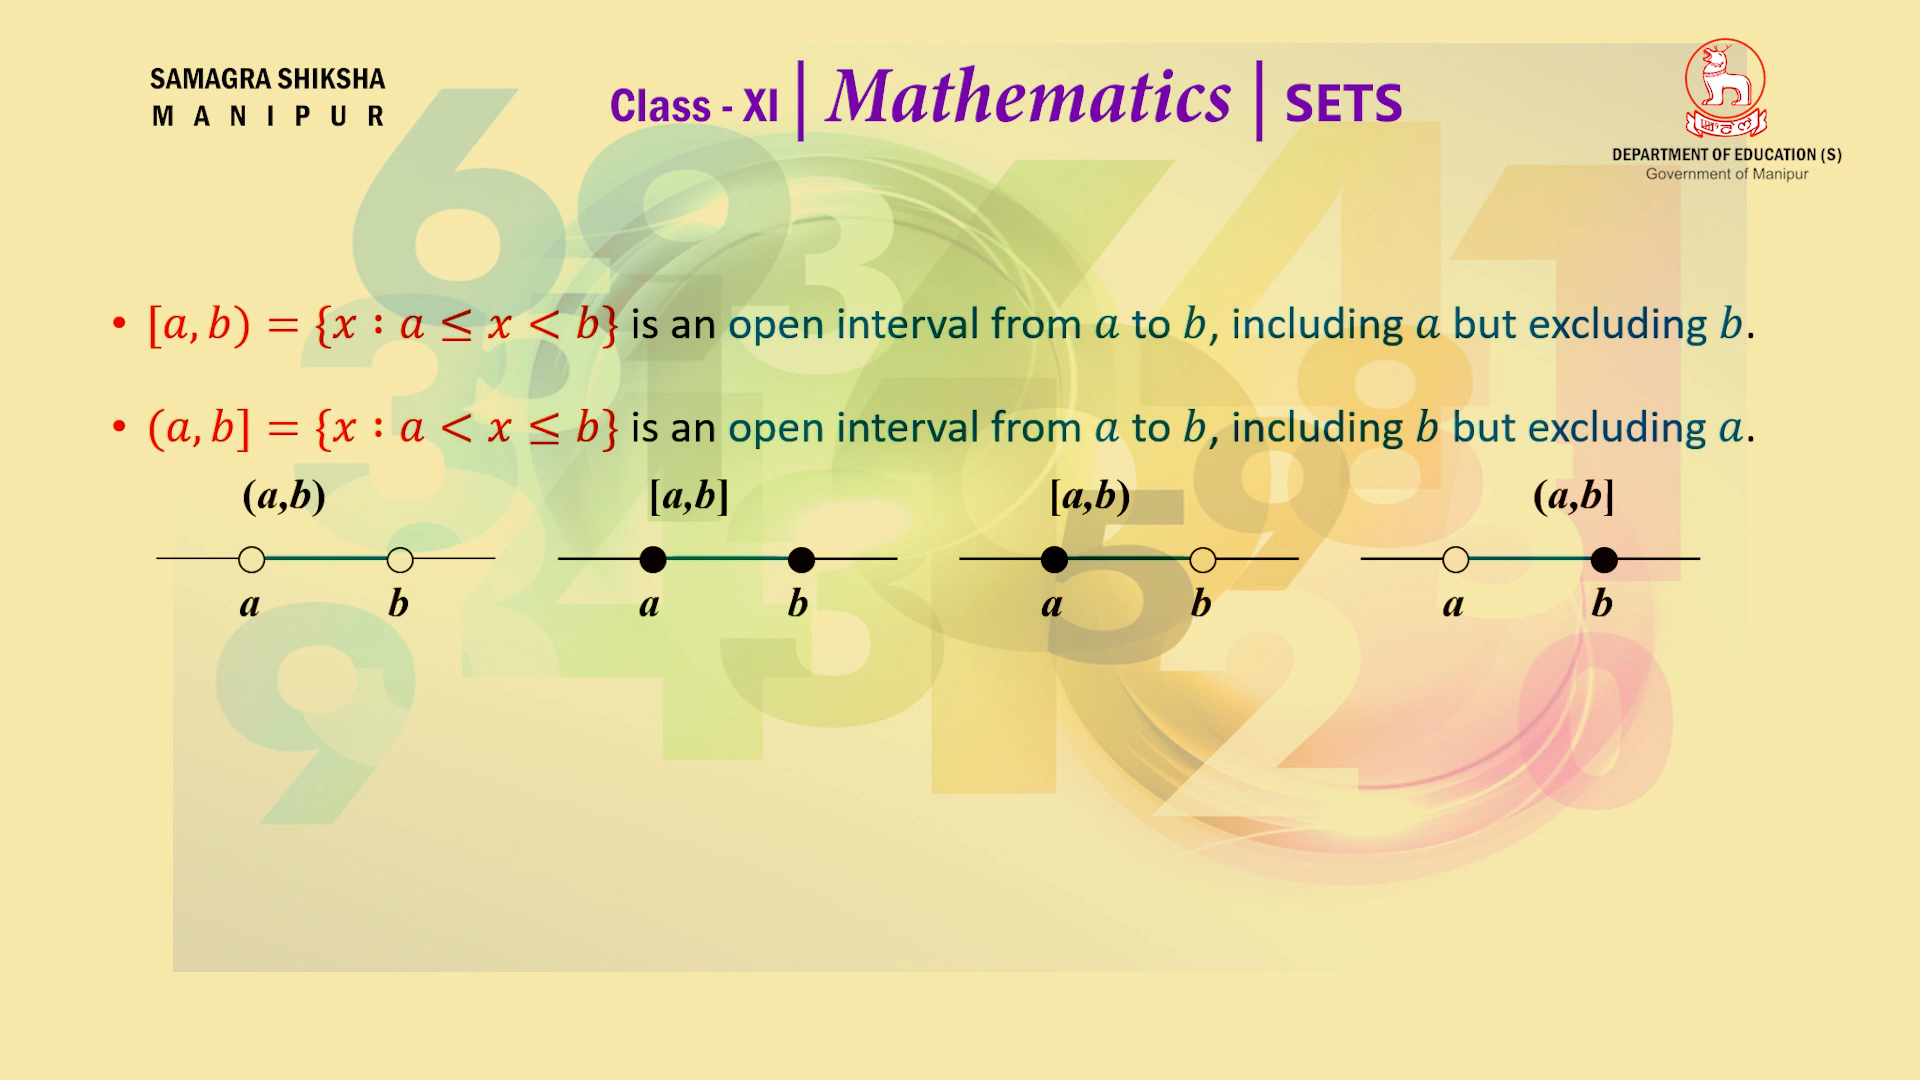 SAMAGRA SHIKSHA
MANIPUR
Class - XI | Mathematics | SETS
DEPARTMENT OF EDUCATION (S)
Government of Manipur
• [a, b) = {x : a ≤ x < b} is an open interval from a to b, including a but excluding b.
• (a, b] = {x : a < x ≤ b} is an open interval from a to b, including b but excluding a.
(a,b) [a,b] [a,b) (a,b]
a b a b a b a b